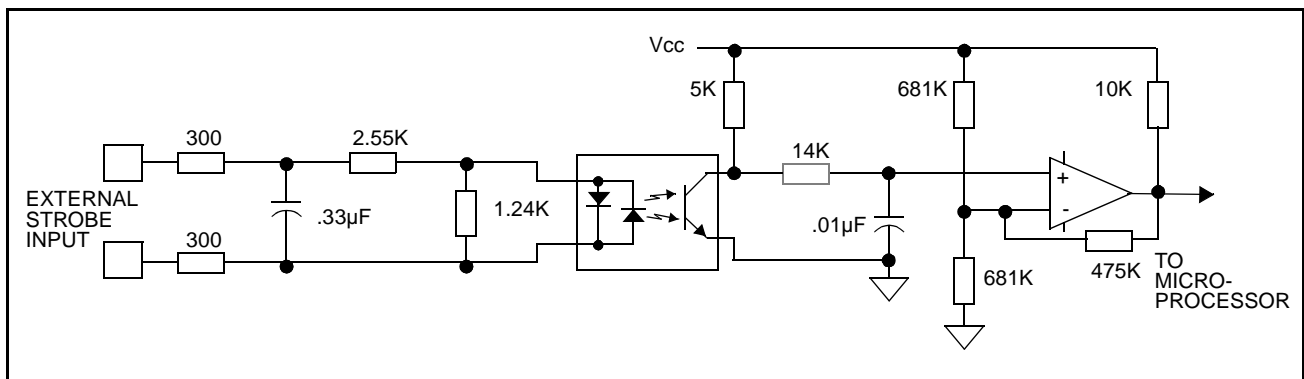 Vcc
5K
681K
10K
300
2.55K
14K
+
-
EXTERNAL
STROBE
INPUT
.33µF
1.24K
.01µF
300
681K
475K
TO
MICRO-
PROCESSOR